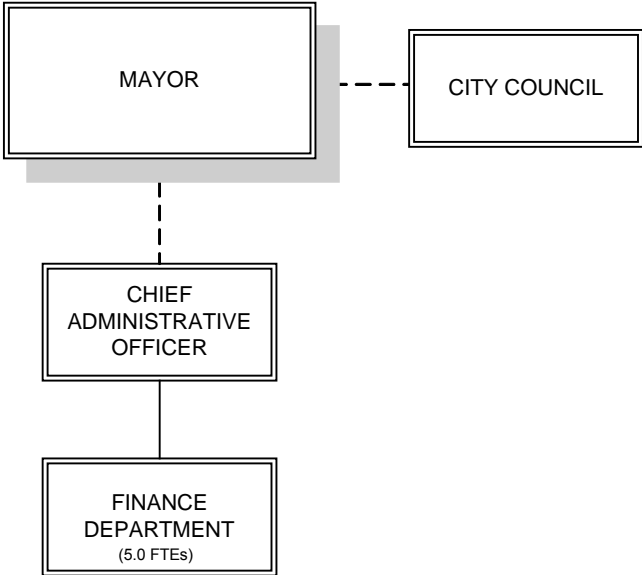 MAYOR
CITY COUNCIL
CHIEF
ADMINISTRATIVE
OFFICER
FINANCE
DEPARTMENT
(5.0 FTEs)